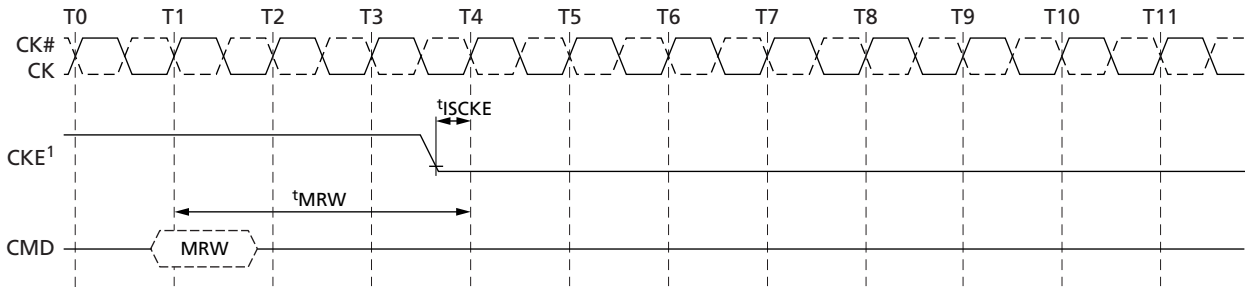 T0 T1 T2 T3 T4 T5 T6 T7 T8 T9 T10 T11
CK#
CK
tISCKE
CKE1
tMRW
CMD MRW